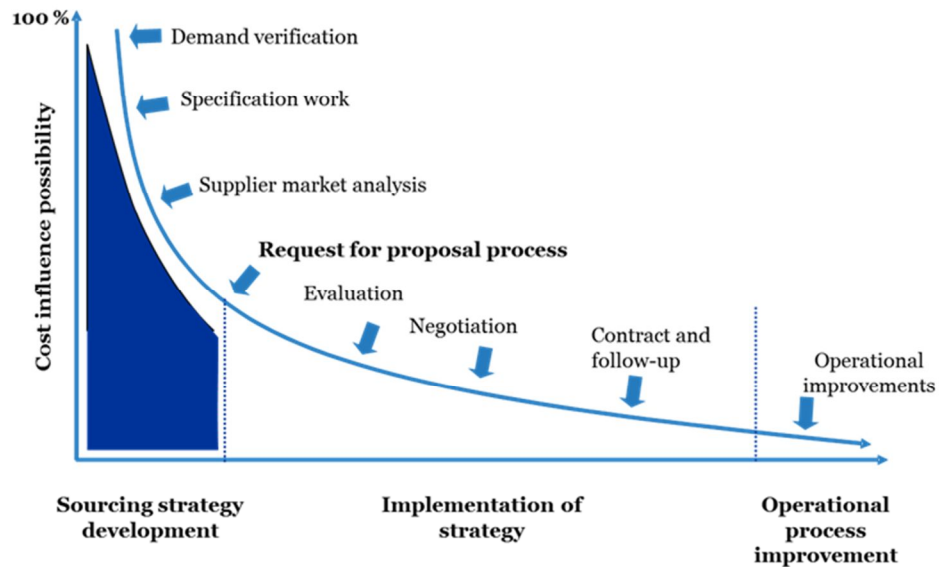 100 %
Cost influence possibility
Demand verification
Specification work
Supplier market analysis
Request for proposal process
Evaluation
Negotiation
Contract and
follow-up
Operational
improvements
Sourcing strategy
development
Implementation of
strategy
Operational
process
improvement